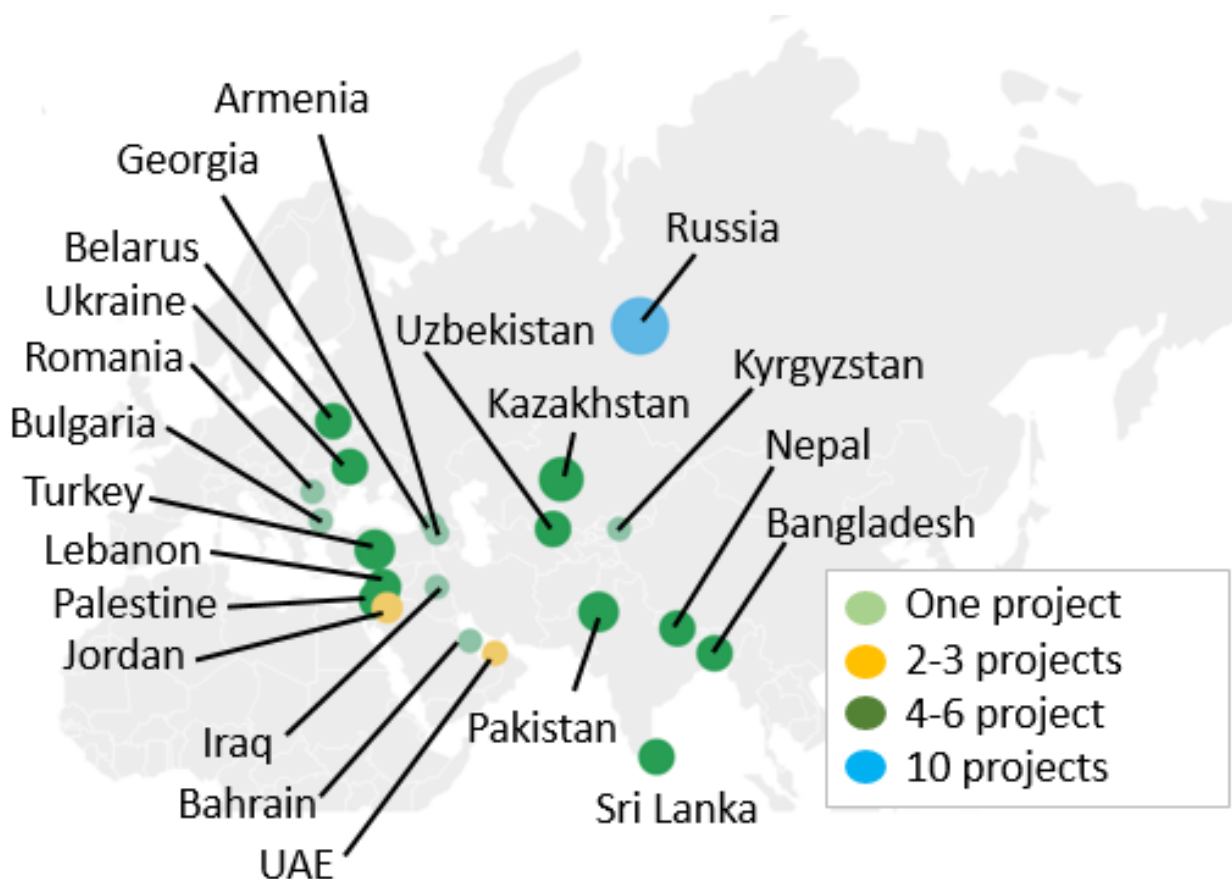 Armenia
Georgia
Belarus
Russia
Ukraine
Uzbekistan
Romania
Kyrgyzstan
Kazakhstan
Bulgaria
Nepal
Turkey
Bangladesh
Lebanon
Palestine
Jordan
Iraq
Pakistan
Bahrain
Sri Lanka
UAE
One project
2-3 projects
4-6 project
10 projects